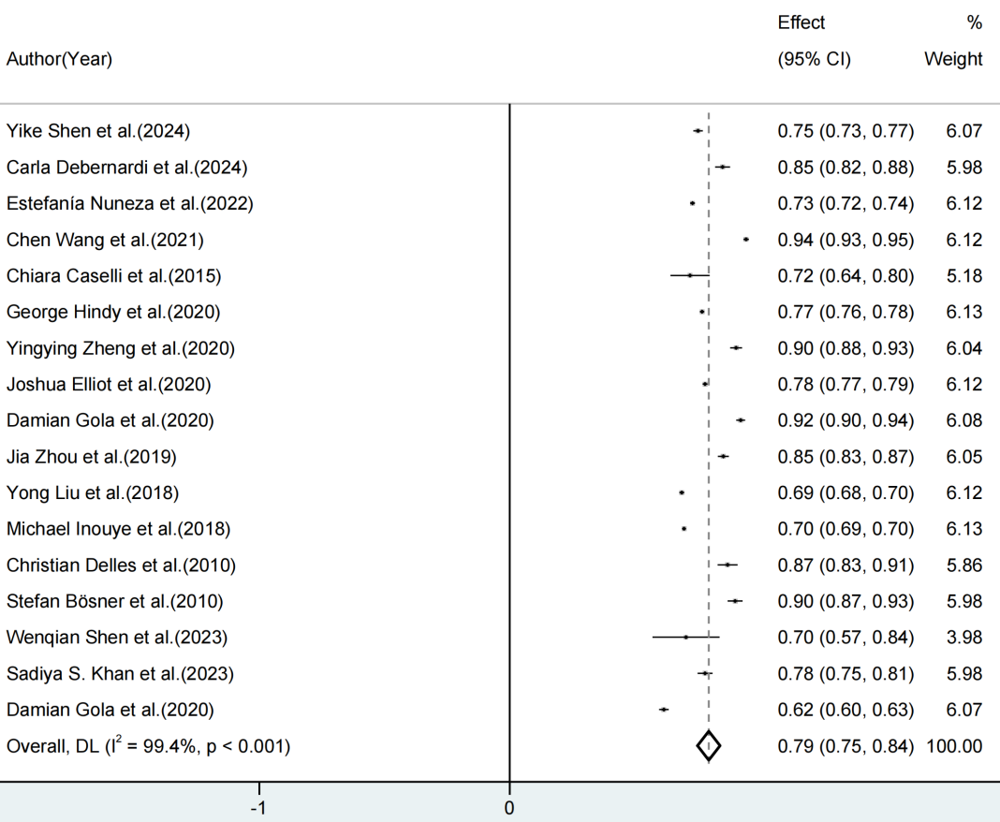 Effect %
Author(Year) (95% CI) Weight
Yike Shen et al.(2024) 0.75 (0.73, 0.77) 6.07
Carla Debernardi et al.(2024) 0.85 (0.82, 0.88) 5.98
Estefanía Nuneza et al.(2022) 0.73 (0.72, 0.74) 6.12
Chen Wang et al.(2021) 0.94 (0.93, 0.95) 6.12
Chiara Caselli et al.(2015) 0.72 (0.64, 0.80) 5.18
George Hindy et al.(2020) 0.77 (0.76, 0.78) 6.13
Yingying Zheng et al.(2020) 0.90 (0.88, 0.93) 6.04
Joshua Elliot et al.(2020) 0.78 (0.77, 0.79) 6.12
Damian Gola et al.(2020) 0.92 (0.90, 0.94) 6.08
Jia Zhou et al.(2019) 0.85 (0.83, 0.87) 6.05
Yong Liu et al.(2018) 0.69 (0.68, 0.70) 6.12
Michael Inouye et al.(2018) 0.70 (0.69, 0.70) 6.13
Christian Delles et al.(2010) 0.87 (0.83, 0.91) 5.86
Stefan Bösner et al.(2010) 0.90 (0.87, 0.93) 5.98
Wenqian Shen et al.(2023) 0.70 (0.57, 0.84) 3.98
Sadiya S. Khan et al.(2023) 0.78 (0.75, 0.81) 5.98
Damian Gola et al.(2020) 0.62 (0.60, 0.63) 6.07
Overall, DL (I² = 99.4%, p < 0.001) 0.79 (0.75, 0.84) 100.00
-1 0